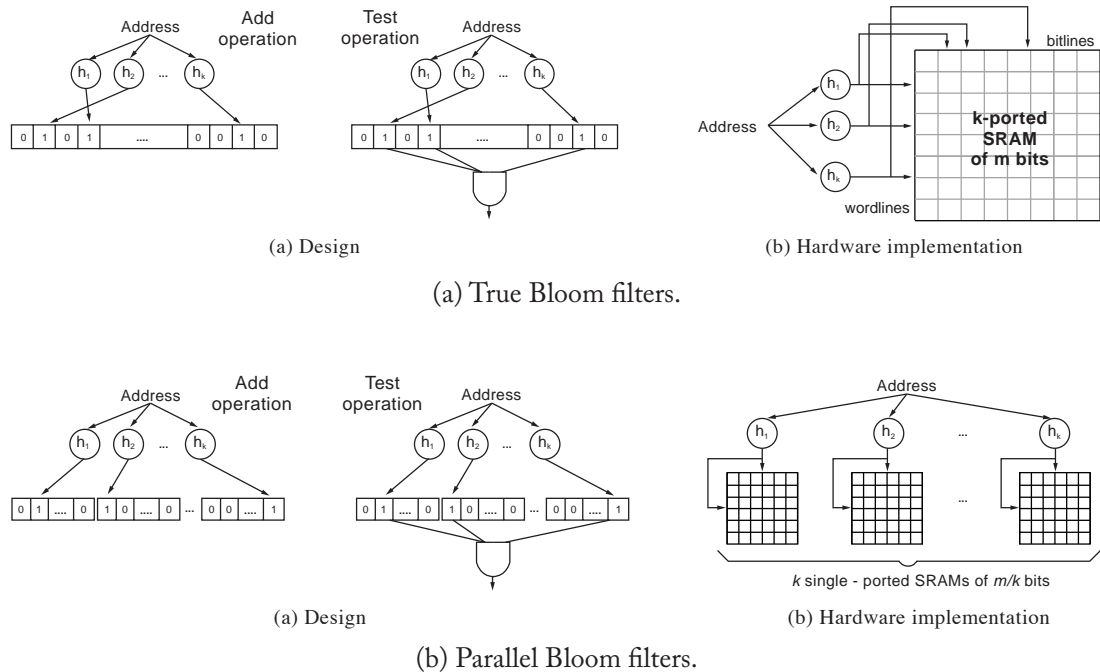 Address Add
operation
h1 h2 ... hk
0 1 0 1 .... 0 0 1 0
Test
operation Address
h1 h2 ... hk
0 1 0 1 .... 0 0 1 0
(a) Design
bitlines
Address
h1
h2
hk
k-ported
SRAM
of m bits
wordlines
(b) Hardware implementation
(a) True Bloom filters.
Address Add
operation
h1 h2 ... hk
0 1 .... 0 1 0 .... 0 ... 0 0 .... 1
Test
operation Address
h1 h2 ... hk
0 1 .... 0 1 0 .... 0 ... 0 0 .... 1
(a) Design
Address
h1 h2 ... hk
...
k single - ported SRAMs of m/k bits
(b) Hardware implementation
(b) Parallel Bloom filters.